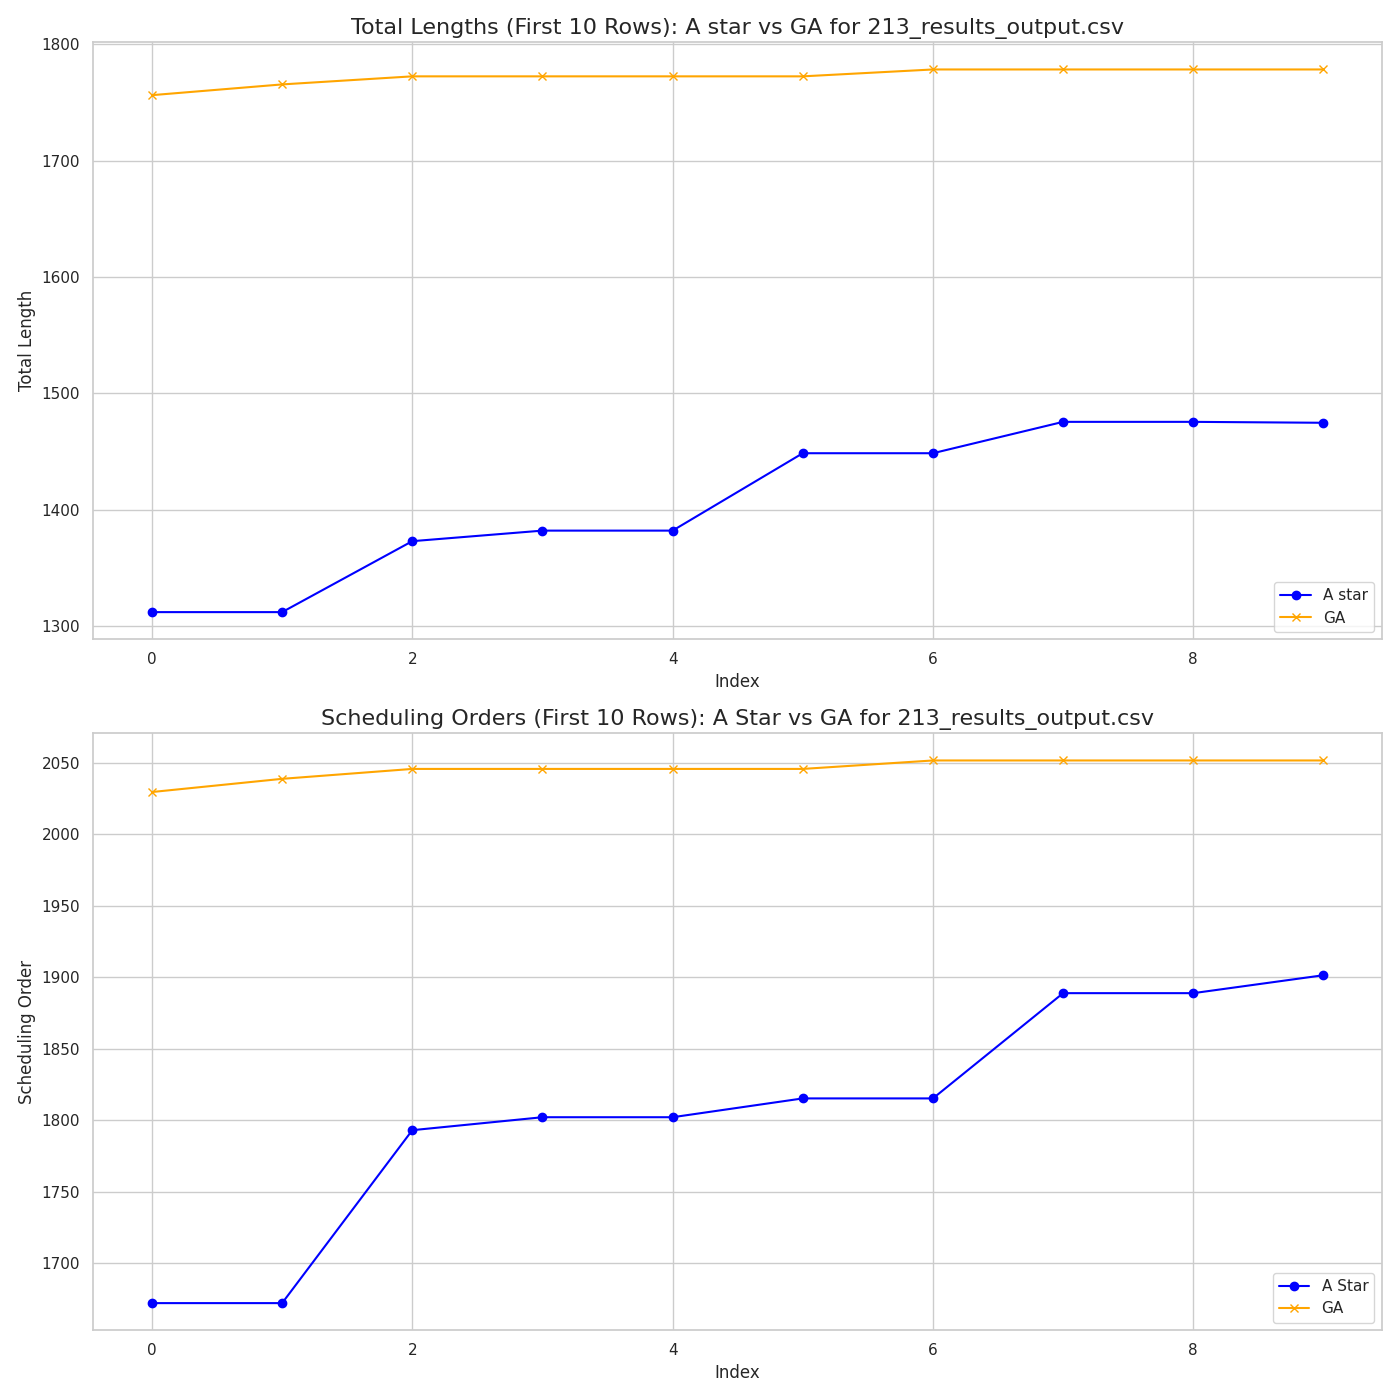 Total Lengths (First 10 Rows): A star vs GA for 213_results_output.csv
1800
1700
1600
1500
1400
1300
Total Length
0 2 4 6 8
Index
A star
GA
Scheduling Orders (First 10 Rows): A Star vs GA for 213_results_output.csv
2050
2000
1950
1900
1850
1800
1750
1700
Scheduling Order
0 2 4 6 8
Index
A Star
GA